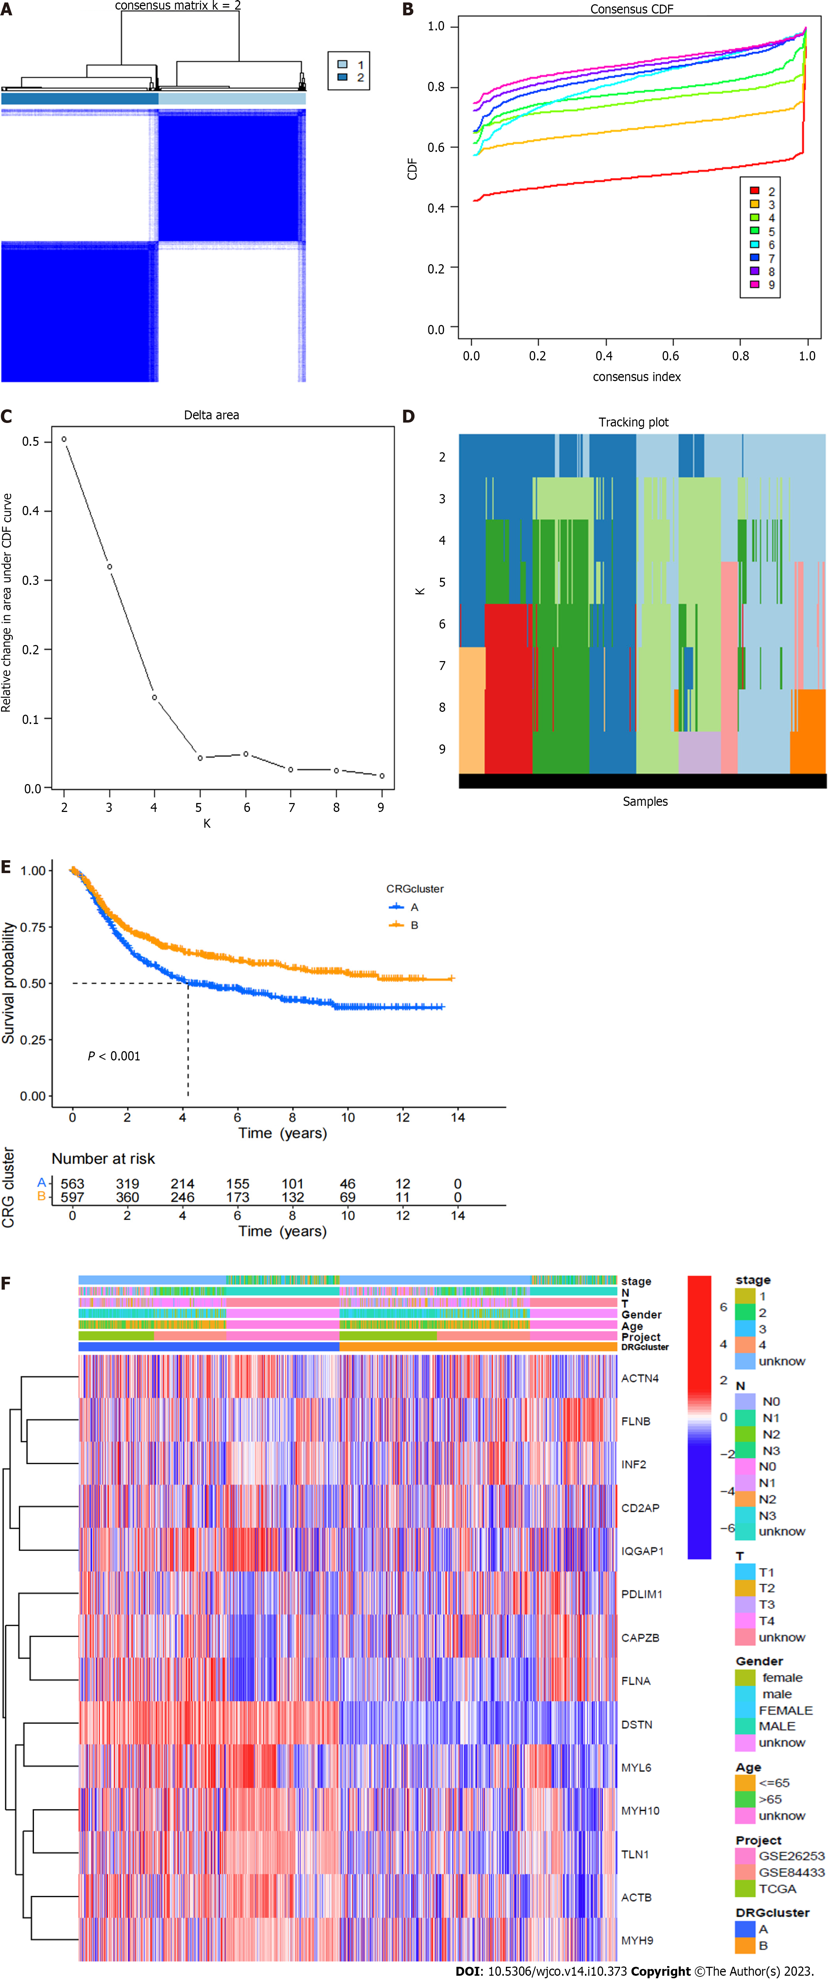 A
consensus matrix k = 2
1
2
B
Consensus CDF
1.0
0.8
0.6
0.4
0.2
0.0
CDF
2
3
4
5
6
7
8
9
0.0 0.2 0.4 0.6 0.8 1.0
consensus index
C
Delta area
0.5
0.4
0.3
0.2
0.1
0.0
Relative change in area under CDF curve
2 3 4 5 6 7 8 9
K
D
Tracking plot
2
3
4
5
6
7
8
9
K
Samples
E
1.00
0.75
0.50
0.25
0.00
Survival probability
CRGcluster
A
B
P < 0.001
0 2 4 6 8 10 12 14
Time (years)
Number at risk
CRG cluster
A 563 319 214 155 101 46 12 0
B 597 360 246 173 132 69 11 0
0 2 4 6 8 10 12 14
Time (years)
F
stage
N
T
Gender
Age
Project
DRGcluster
ACTN4
FLNB
INF2
CD2AP
IQGAP1
PDLIM1
CAPZB
FLNA
DSTN
MYL6
MYH10
TLN1
ACTB
MYH9
6
4
2
0
−2
−4
−6
stage
1
2
3
4
unknow
N
N0
N1
N2
N3
N0
N1
N2
N3
unknow
T
T1
T2
T3
T4
unknow
Gender
female
male
FEMALE
MALE
unknow
Age
<=65
>65
unknow
Project
GSE26253
GSE84433
TCGA
DRGcluster
A
B
DOI: 10.5306/wjco.v14.i10.373 Copyright ©The Author(s) 2023.